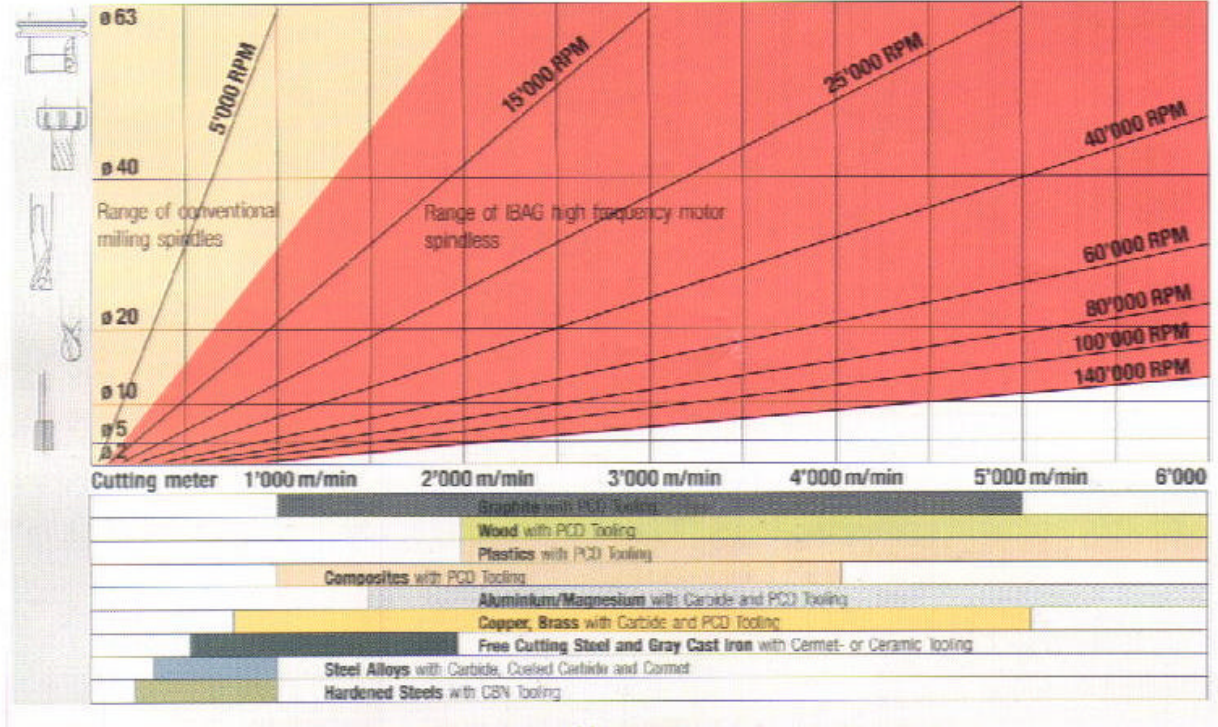 ø 63
5'000 RPM
15'000 RPM
25'000 RPM
40'000 RPM
ø 40
Range of conventional
milling spindles
Range of IBAG high frequency motor
spindless
60'000 RPM
80'000 RPM
ø 20
100'000 RPM
140'000 RPM
ø 10
ø 5
ø 2
Cutting meter 1'000 m/min 2'000 m/min 3'000 m/min 4'000 m/min 5'000 m/min 6'000
Graphite with PCD Tooling
Wood with PCD Tooling
Plastics with PCD Tooling
Composites with PCD Tooling
Aluminium/Magnesium with Carbide and PCD Tooling
Copper, Brass with Carbide and PCD Tooling
Free Cutting Steel and Gray Cast Iron with Cermet- or Ceramic Tooling
Steel Alloys with Carbide, Coated Carbide and Cermet
Hardened Steels with CBN Tooling